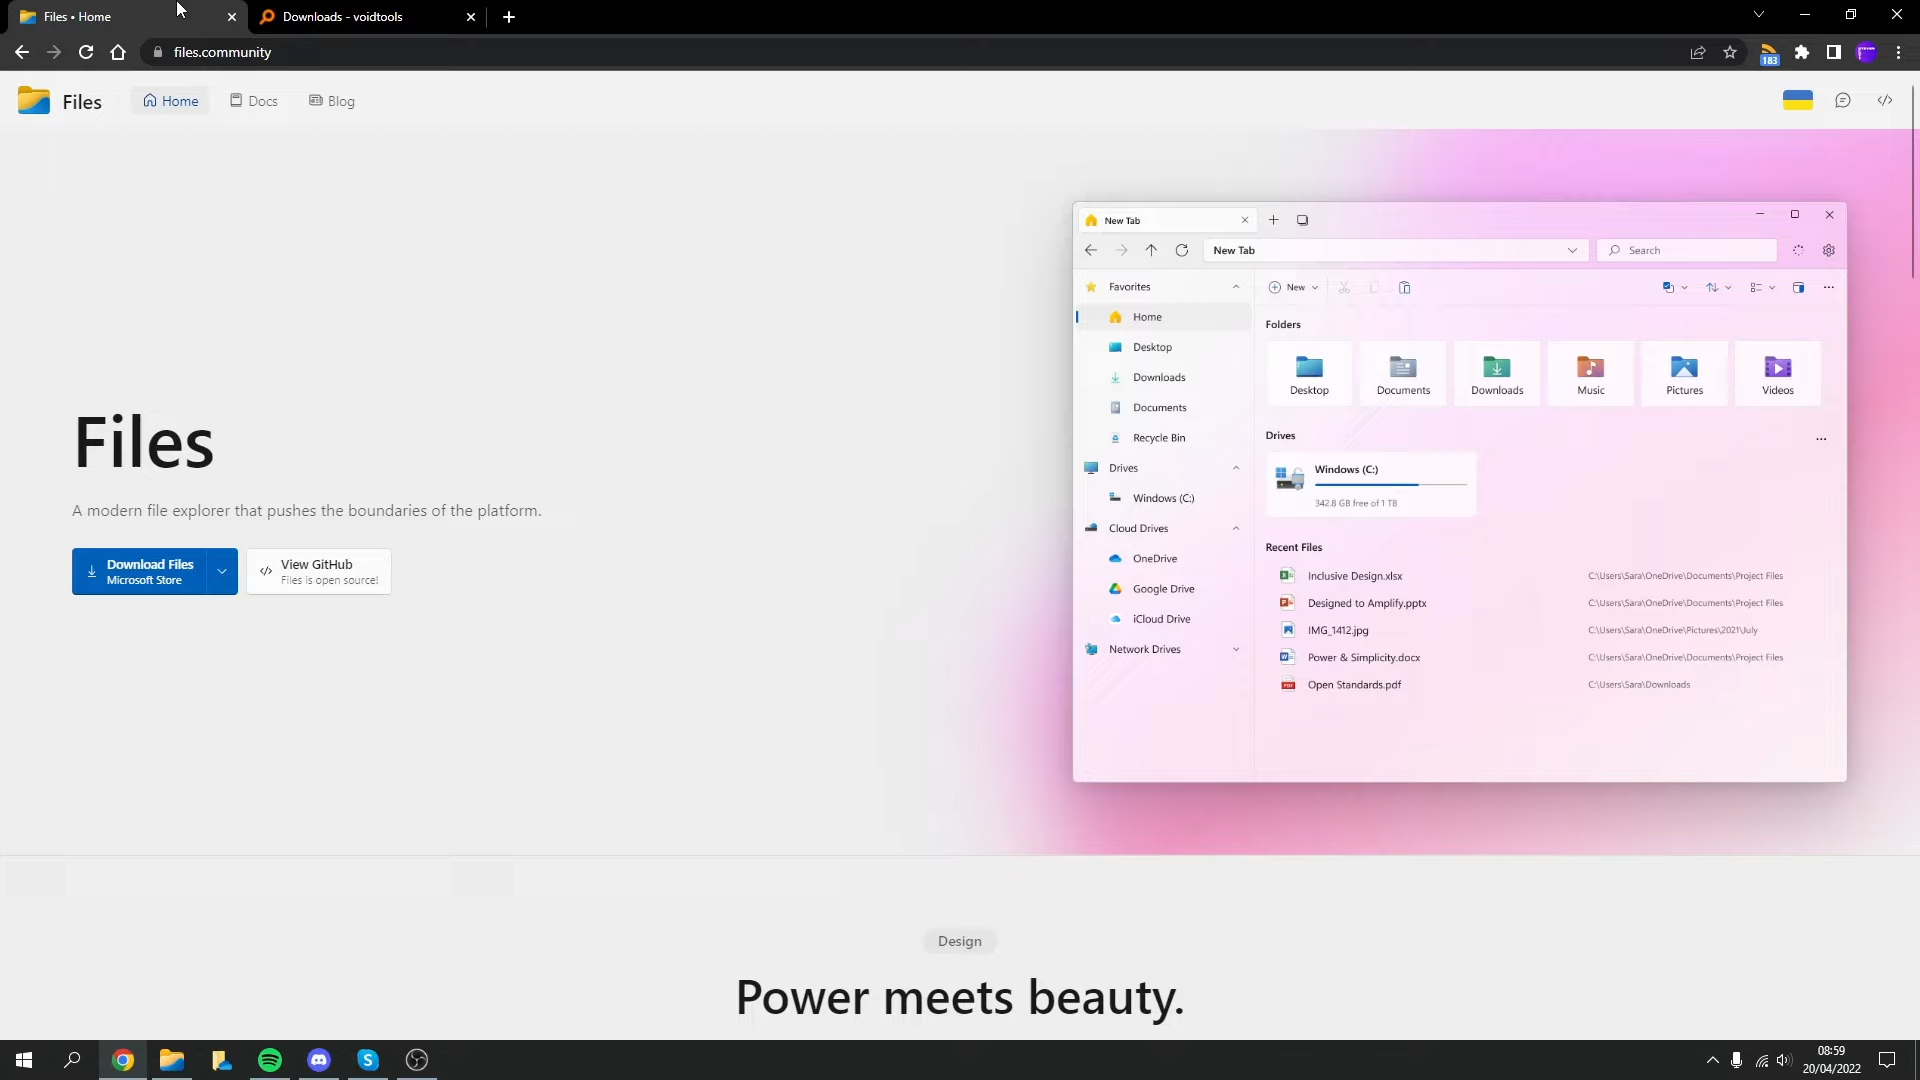 Files • Home
Downloads - voidtools
files.community
183
Files
Home
Docs
Blog
Files
A modern file explorer that pushes the boundaries of the platform.
Download Files
Microsoft Store
View GitHub
Files is open source!
New Tab
New Tab
Search
Favorites
Home
Desktop
Downloads
Documents
Recycle Bin
Drives
Windows (C:)
Cloud Drives
OneDrive
Google Drive
iCloud Drive
Network Drives
New
Folders
Desktop
Documents
Downloads
Music
Pictures
Videos
Drives
Windows (C:)
342.8 GB free of 1 TB
Recent Files
Inclusive Design.xlsx C:\Users\Sara\OneDrive\Documents\Project Files
Designed to Amplify.pptx C:\Users\Sara\OneDrive\Documents\Project Files
IMG_1412.jpg C:\Users\Sara\OneDrive\Pictures\2021\July
Power & Simplicity.docx C:\Users\Sara\OneDrive\Documents\Project Files
Open Standards.pdf C:\Users\Sara\Downloads
Design
Power meets beauty.
08:59
20/04/2022